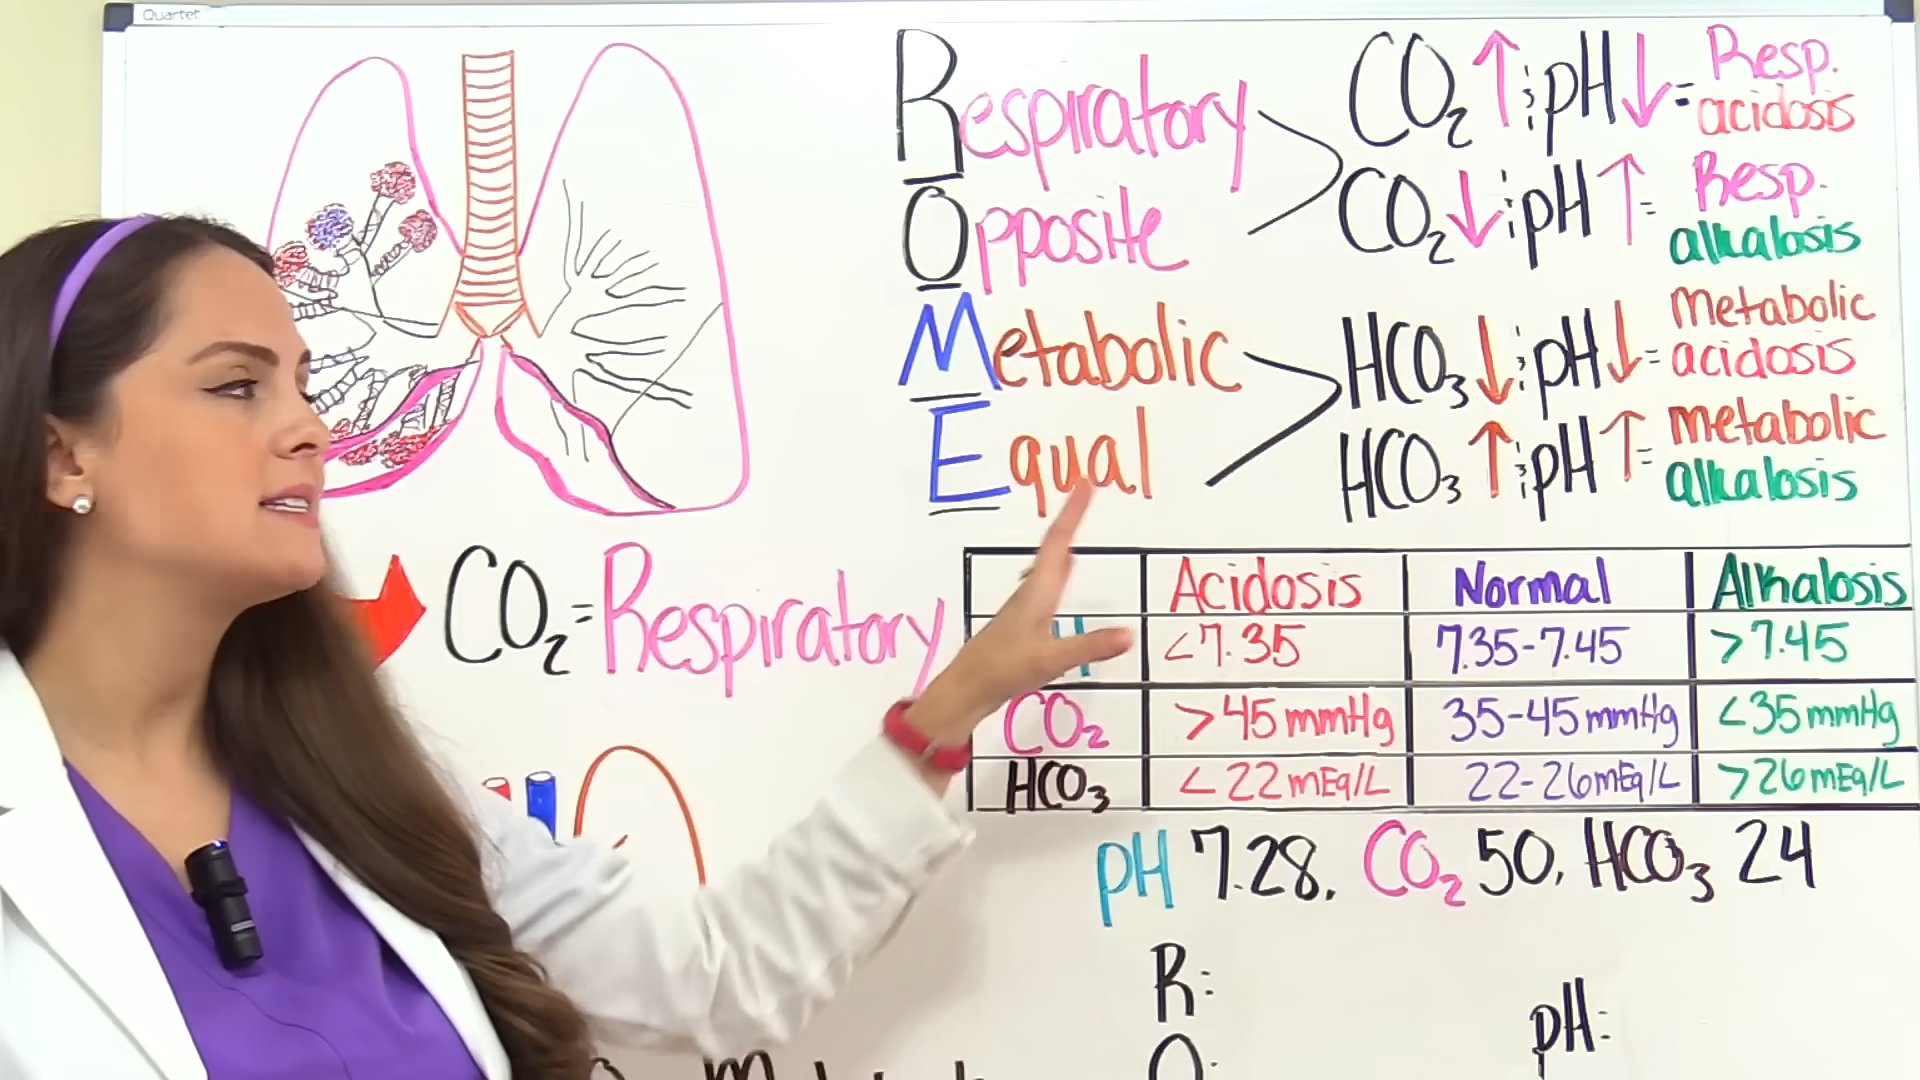 Quartet
Respiratory
Opposite
Metabolic
Equal
CO2 ↑ & pH ↓ = Resp. acidosis
CO2 ↓ & pH ↑ = Resp. alkalosis
HCO3 ↓ & pH ↓ = Metabolic acidosis
HCO3 ↑ & pH ↑ = metabolic alkalosis
CO2 = Respiratory
Acidosis Normal Alkalosis
<7.35 7.35-7.45 >7.45
CO2 >45 mmHg 35-45 mmHg <35 mmHg
HCO3 <22 mEq/L 22-26 mEq/L >26 mEq/L
pH 7.28, CO2 50, HCO3 24
R:
O:
pH: